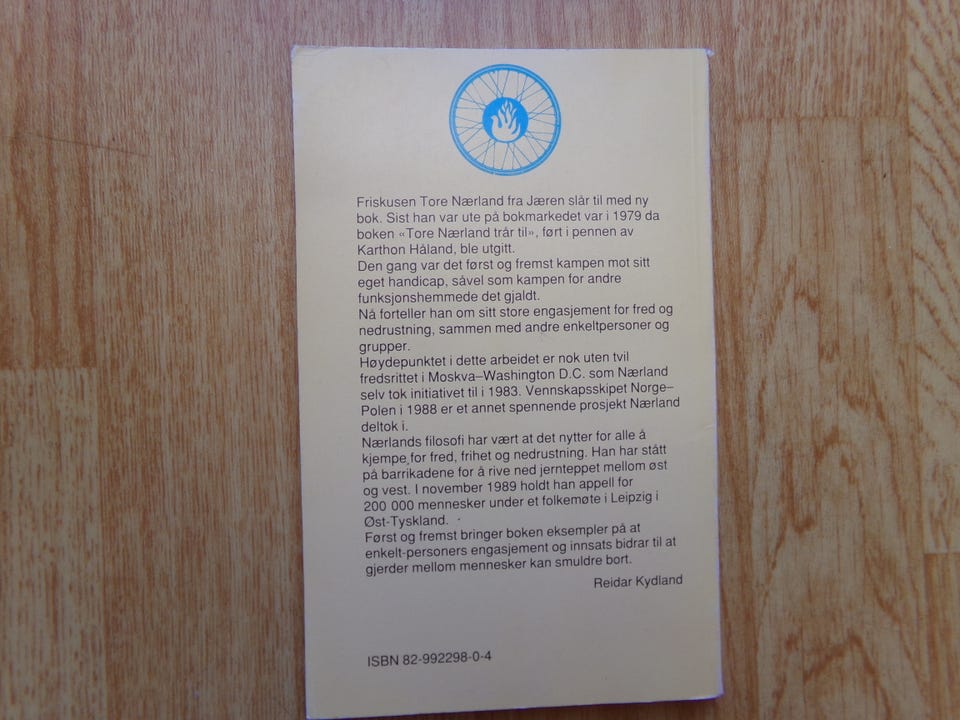 Friskusen Tore Nærland fra Jæren slår til med ny
bok. Sist han var ute på bokmarkedet var i 1979 da
boken «Tore Nærland trår til», ført i pennen av
Karthon Håland, ble utgitt.
Den gang var det først og fremst kampen mot sitt
eget handicap, såvel som kampen for andre
funksjonshemmede det gjaldt.
Nå forteller han om sitt store engasjement for fred og
nedrustning, sammen med andre enkeltpersoner og
grupper.
Høydepunktet i dette arbeidet er nok uten tvil
fredsrittet i Moskva–Washington D.C. som Nærland
selv tok initiativet til i 1983. Vennskapsskipet Norge–
Polen i 1988 er et annet spennende prosjekt Nærland
deltok i.
Nærlands filosofi har vært at det nytter for alle å
kjempe for fred, frihet og nedrustning. Han har stått
på barrikadene for å rive ned jernteppet mellom øst
og vest. I november 1989 holdt han appell for
200 000 mennesker under et folkemøte i Leipzig i
Øst-Tyskland.
Først og fremst bringer boken eksempler på at
enkelt-personers engasjement og innsats bidrar til at
gjerder mellom mennesker kan smuldre bort.
Reidar Kydland
ISBN 82-992298-0-4